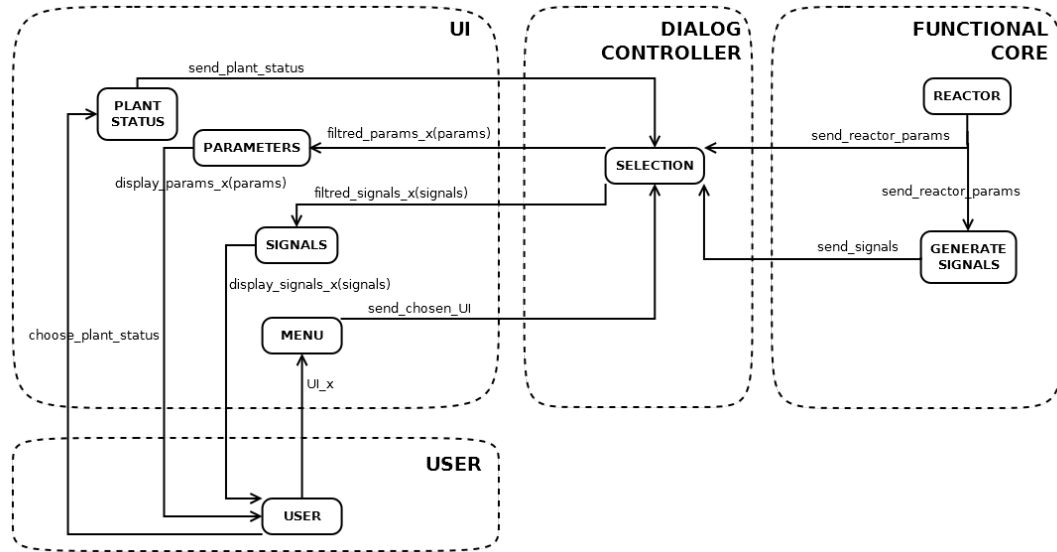 UI
DIALOG
CONTROLLER
FUNCTIONAL
CORE
send_plant_status
PLANT
STATUS
REACTOR
filtred_params_x(params)
send_reactor_params
PARAMETERS
SELECTION
display_params_x(params)
filtred_signals_x(signals)
send_reactor_params
SIGNALS
send_signals
GENERATE
SIGNALS
display_signals_x(signals)
send_chosen_UI
choose_plant_status
MENU
UI_x
USER
USER